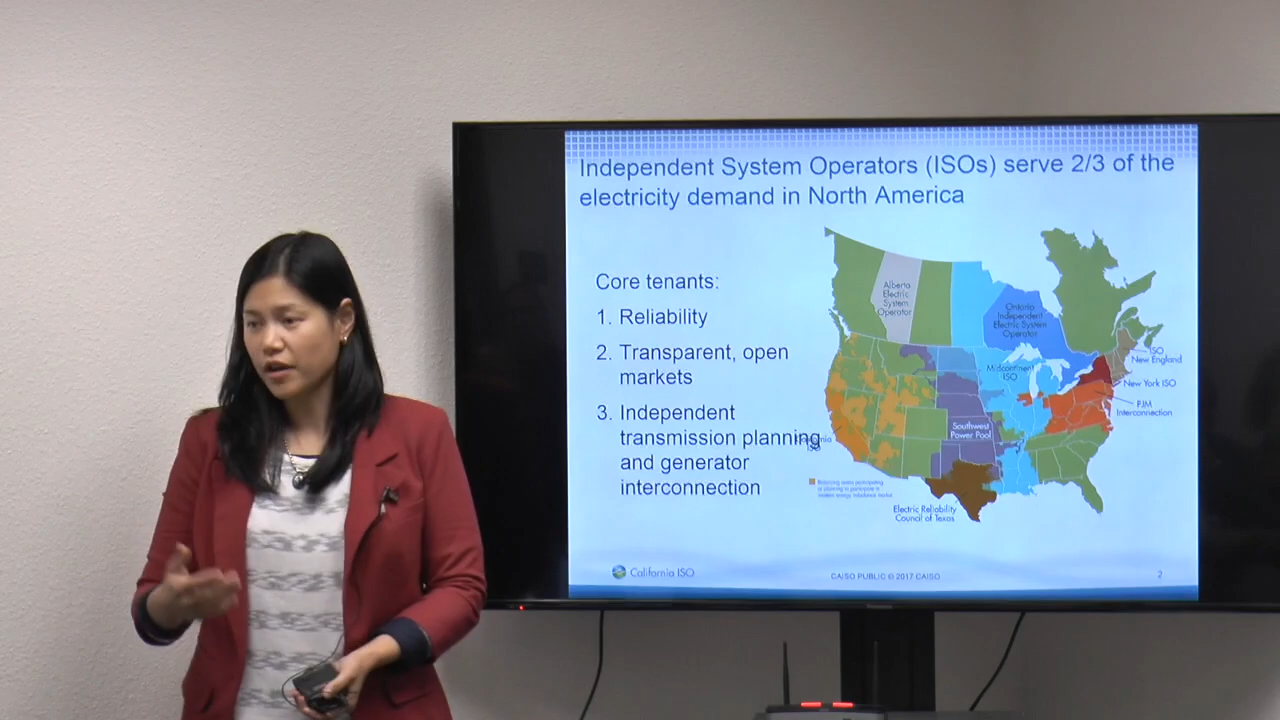 Independent System Operators (ISOs) serve 2/3 of the
electricity demand in North America
Core tenants:
1. Reliability
2. Transparent, open
markets
3. Independent
transmission planning
and generator
interconnection
Alberta
Electric
System
Operator
Ontario
Independent
Electric System
Operator
Midcontinent
ISO
ISO
New England
New York ISO
PJM
Interconnection
Southwest
Power Pool
ISO
Electric Reliability
Council of Texas
California ISO
CAISO PUBLIC © 2017 CAISO
2
Panasonic